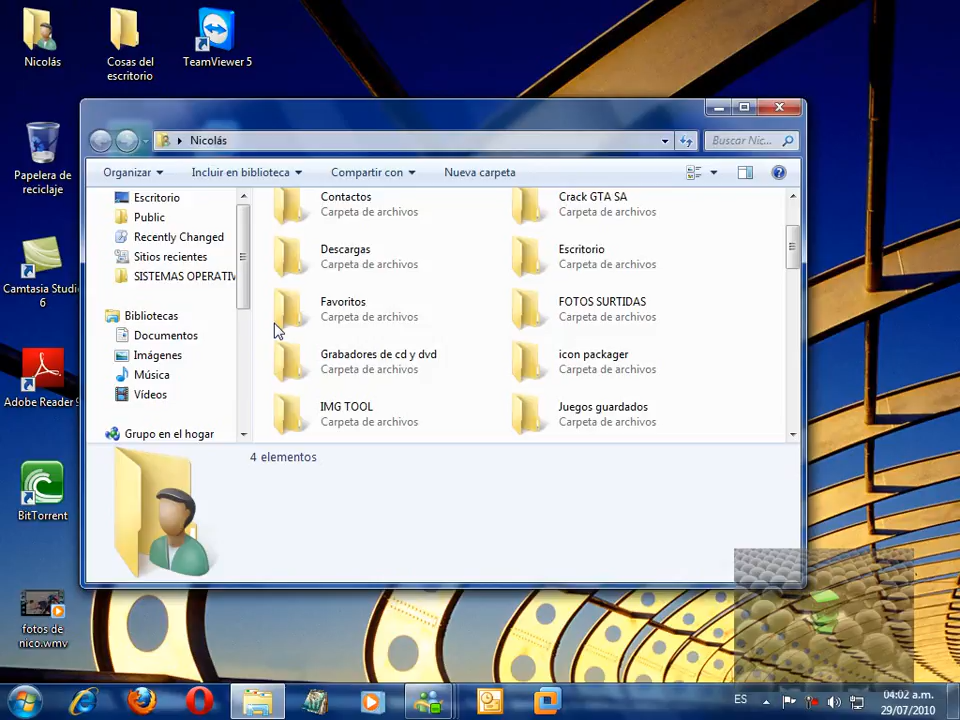 Nicolás
Cosas del
escritorio
TeamViewer 5
Papelera de
reciclaje
Camtasia Studi
6
Adobe Reader 9
BitTorrent
fotos de
nico.wmv
Nicolás
Buscar Nic...
Organizar
Incluir en biblioteca
Compartir con
Nueva carpeta
Escritorio
Public
Recently Changed
Sitios recientes
SISTEMAS OPERATIV
Bibliotecas
Documentos
Imágenes
Música
Vídeos
Grupo en el hogar
Contactos
Carpeta de archivos
Crack GTA SA
Carpeta de archivos
Descargas
Carpeta de archivos
Escritorio
Carpeta de archivos
Favoritos
Carpeta de archivos
FOTOS SURTIDAS
Carpeta de archivos
Grabadores de cd y dvd
Carpeta de archivos
icon packager
Carpeta de archivos
IMG TOOL
Carpeta de archivos
Juegos guardados
Carpeta de archivos
4 elementos
ES
04:02 a.m.
29/07/2010